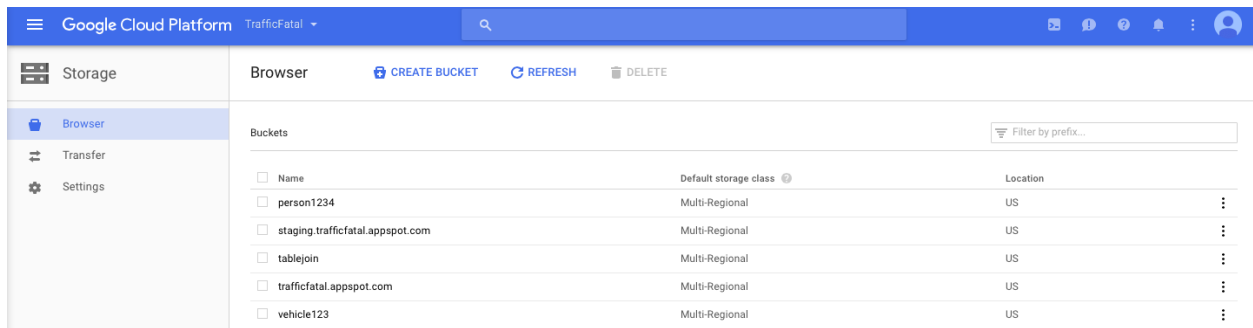 Google Cloud Platform TrafficFatal
Storage
Browser CREATE BUCKET REFRESH DELETE
Browser
Transfer
Settings
Buckets Filter by prefix...
Name Default storage class Location
person1234 Multi-Regional US
staging.trafficfatal.appspot.com Multi-Regional US
tablejoin Multi-Regional US
trafficfatal.appspot.com Multi-Regional US
vehicle123 Multi-Regional US